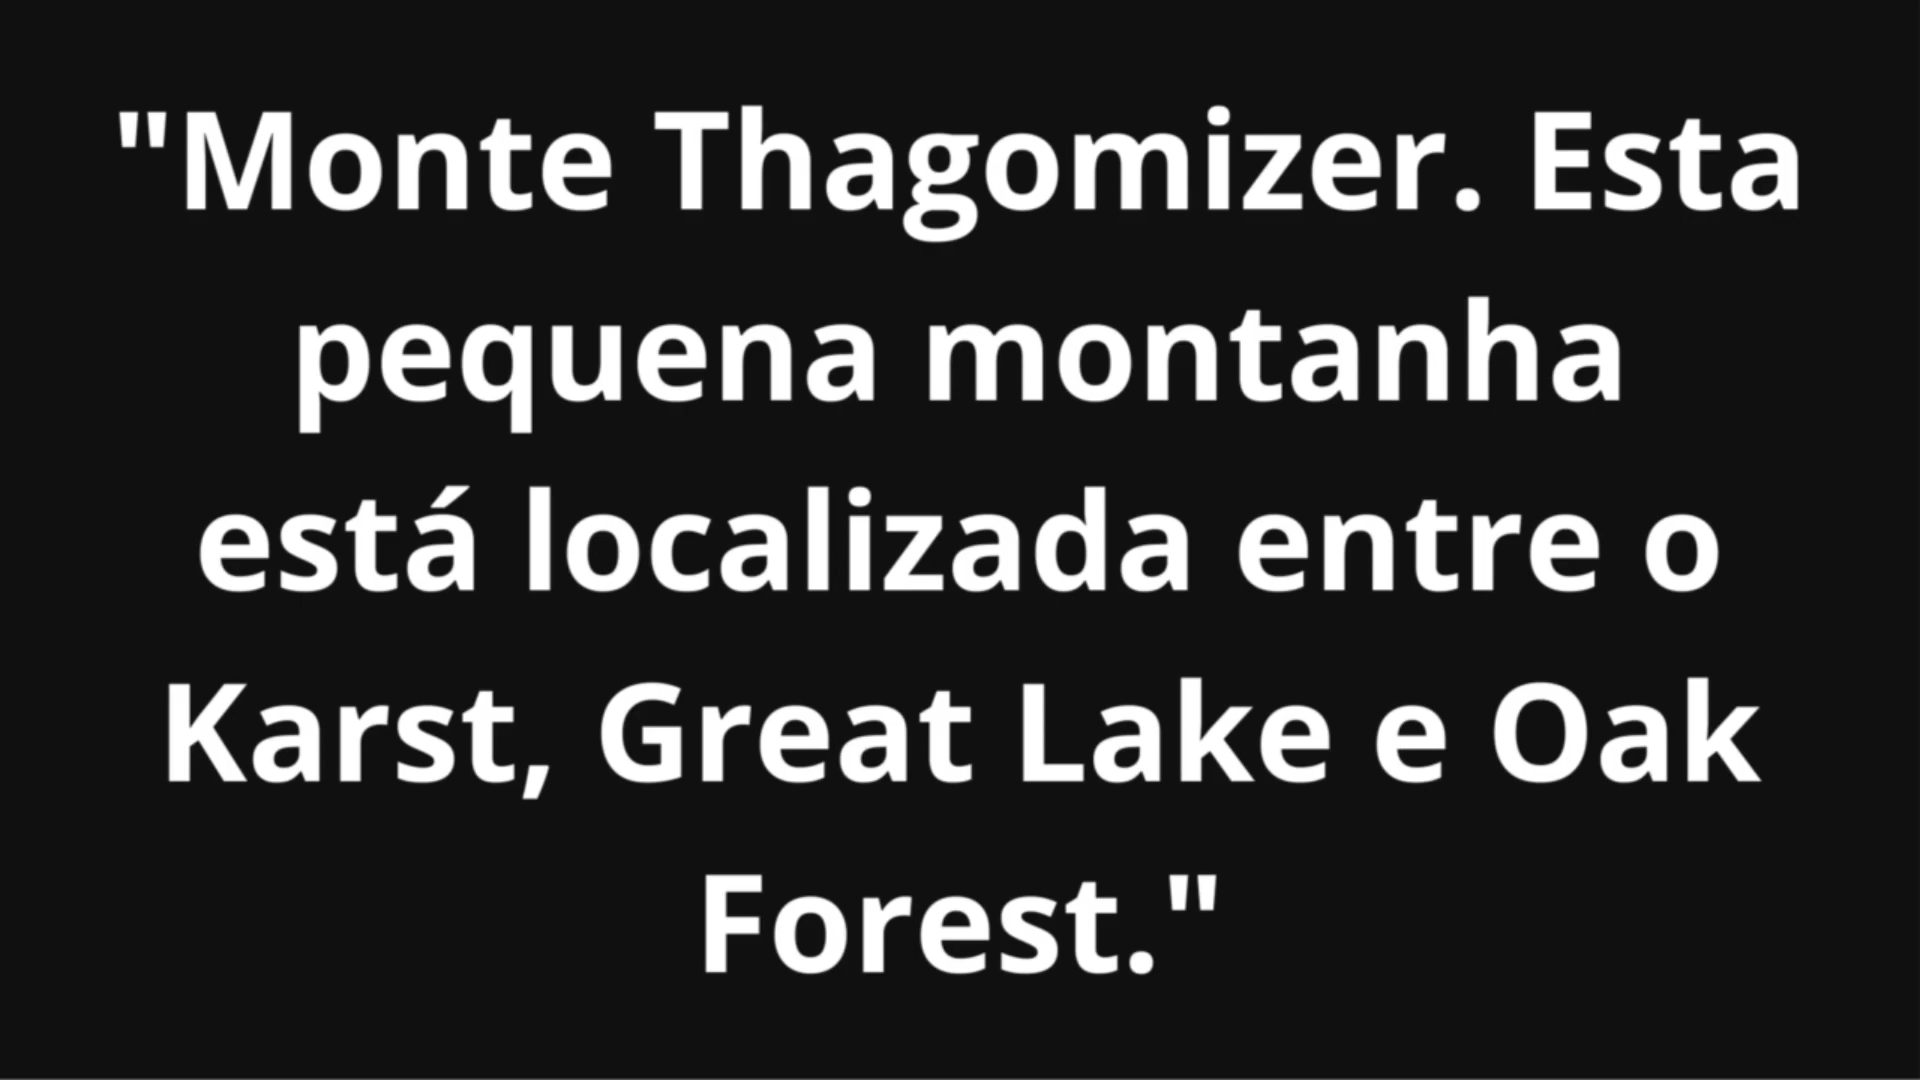 "Monte Thagomizer. Esta
pequena montanha
está localizada entre o
Karst, Great Lake e Oak
Forest."